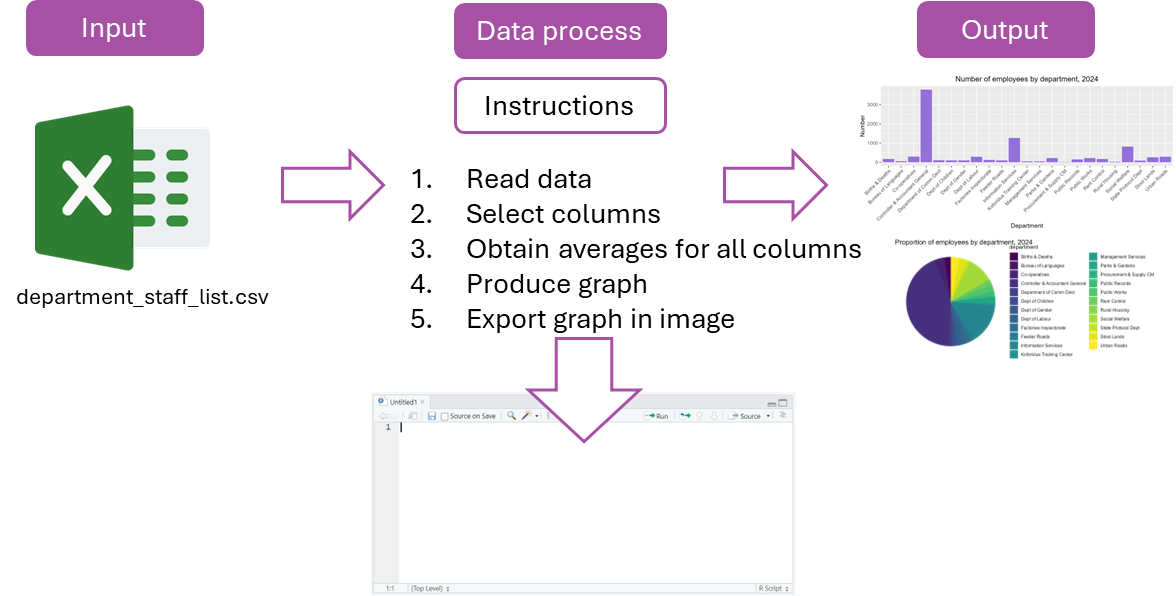 Input
Data process
Output
Instructions
X
department_staff_list.csv
1. Read data
2. Select columns
3. Obtain averages for all columns
4. Produce graph
5. Export graph in image
Untitled1 ×
Source on Save
Run
Source
1
1:1
(Top Level)
R Script
Number of employees by department, 2024
Number
3000
2000
1000
0
Births & Deaths
Bureau of Languages
Co-operatives
Controller & Accountant General
Department of Comm Devt
Dept of Children
Dept of Gender
Dept of Labour
Factories Inspectorate
Feeder Roads
Information Services
Koforidua Training Center
Management Services
Parks & Gardens
Procurement & Supply CM
Public Records
Public Works
Rent Control
Rural Housing
Social Welfare
State Protocol Dept
Stool Lands
Urban Roads
Department
Proportion of employees by department, 2024
department
Births & Deaths
Bureau of Languages
Co-operatives
Controller & Accountant General
Department of Comm Devt
Dept of Children
Dept of Gender
Dept of Labour
Factories Inspectorate
Feeder Roads
Information Services
Koforidua Training Center
Management Services
Parks & Gardens
Procurement & Supply CM
Public Records
Public Works
Rent Control
Rural Housing
Social Welfare
State Protocol Dept
Stool Lands
Urban Roads